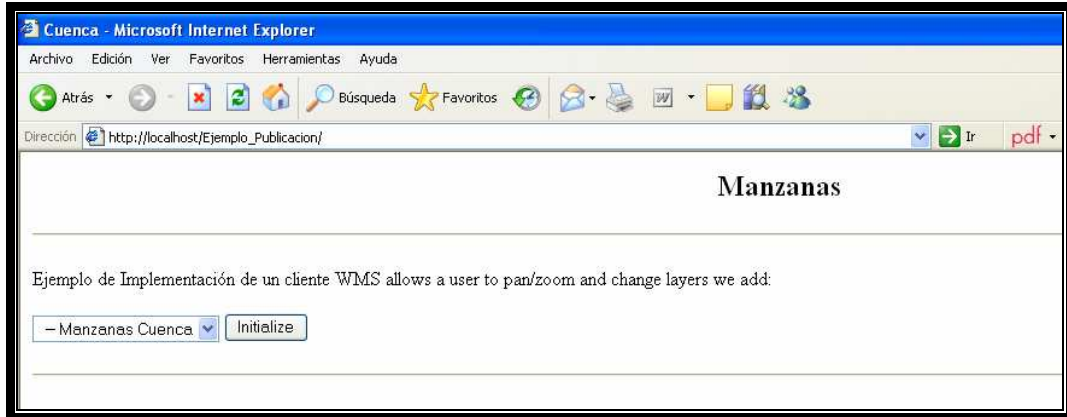 Cuenca - Microsoft Internet Explorer
Archivo Edición Ver Favoritos Herramientas Ayuda
Atrás Búsqueda Favoritos W
Dirección http://localhost/Ejemplo_Publicacion/ Ir pdf
Manzanas
Ejemplo de Implementación de un cliente WMS allows a user to pan/zoom and change layers we add:
-- Manzanas Cuenca Initialize